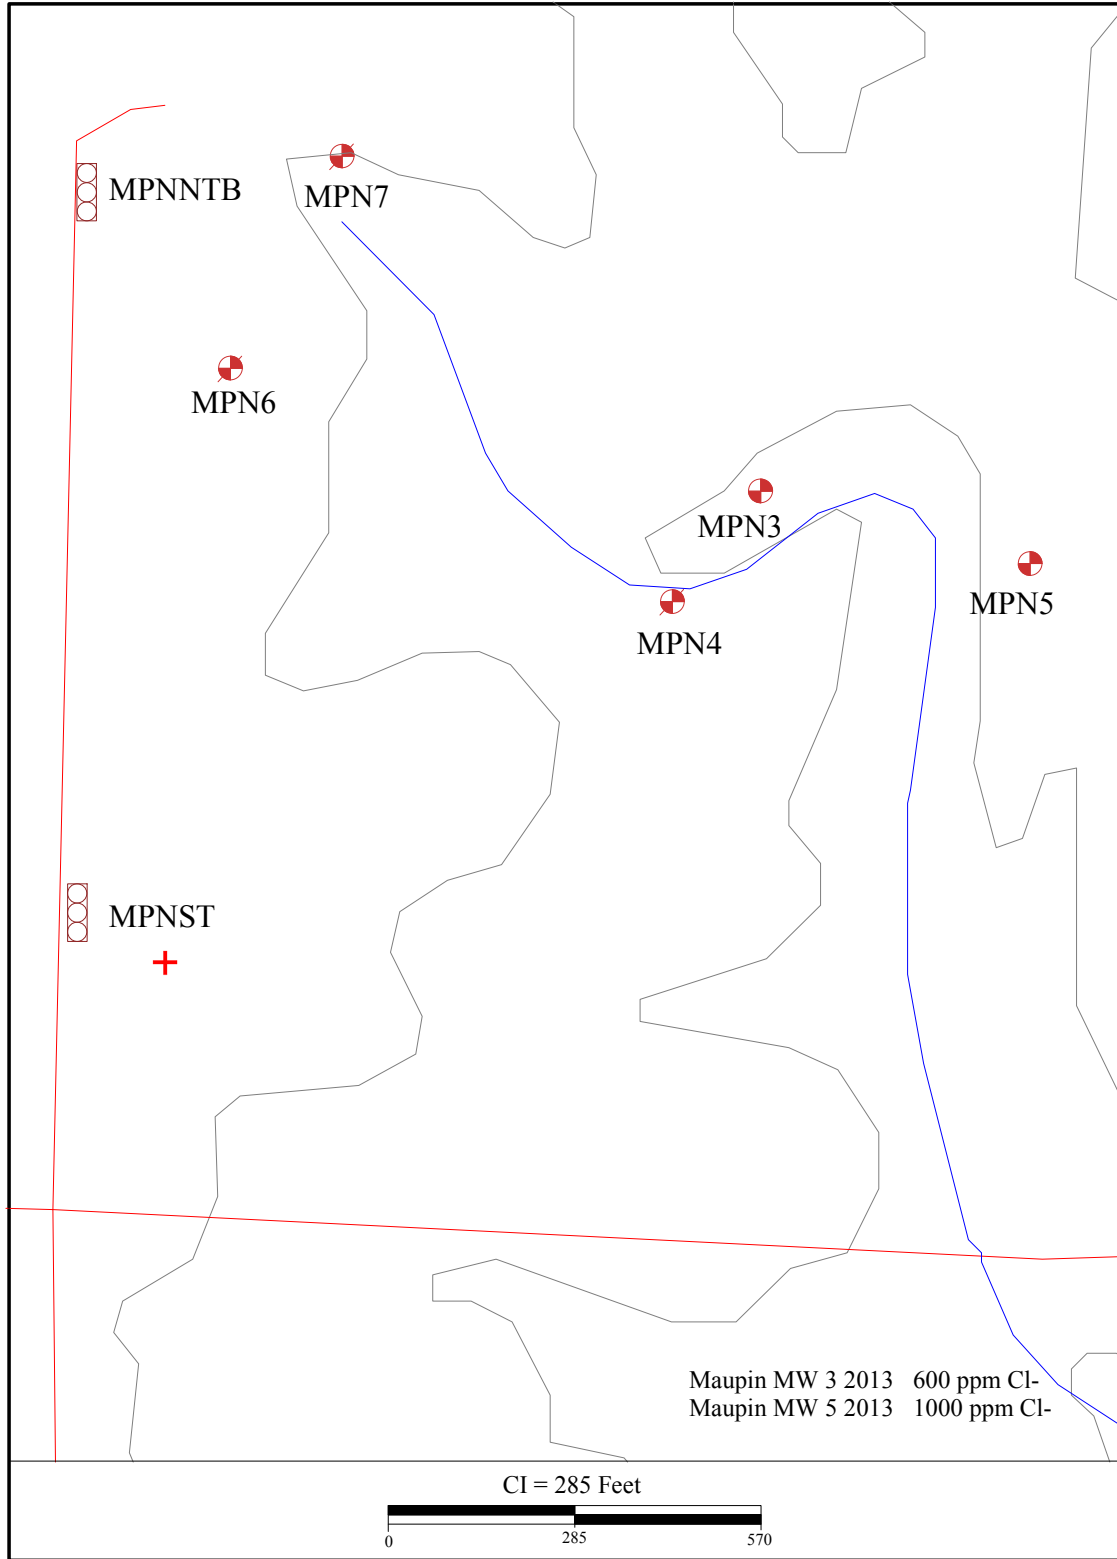 MPNNTB
MPN7
MPN6
MPN3
MPN5
MPN4
MPNST
Maupin MW 3 2013 600 ppm Cl-
Maupin MW 5 2013 1000 ppm Cl-
CI = 285 Feet
0 285 570